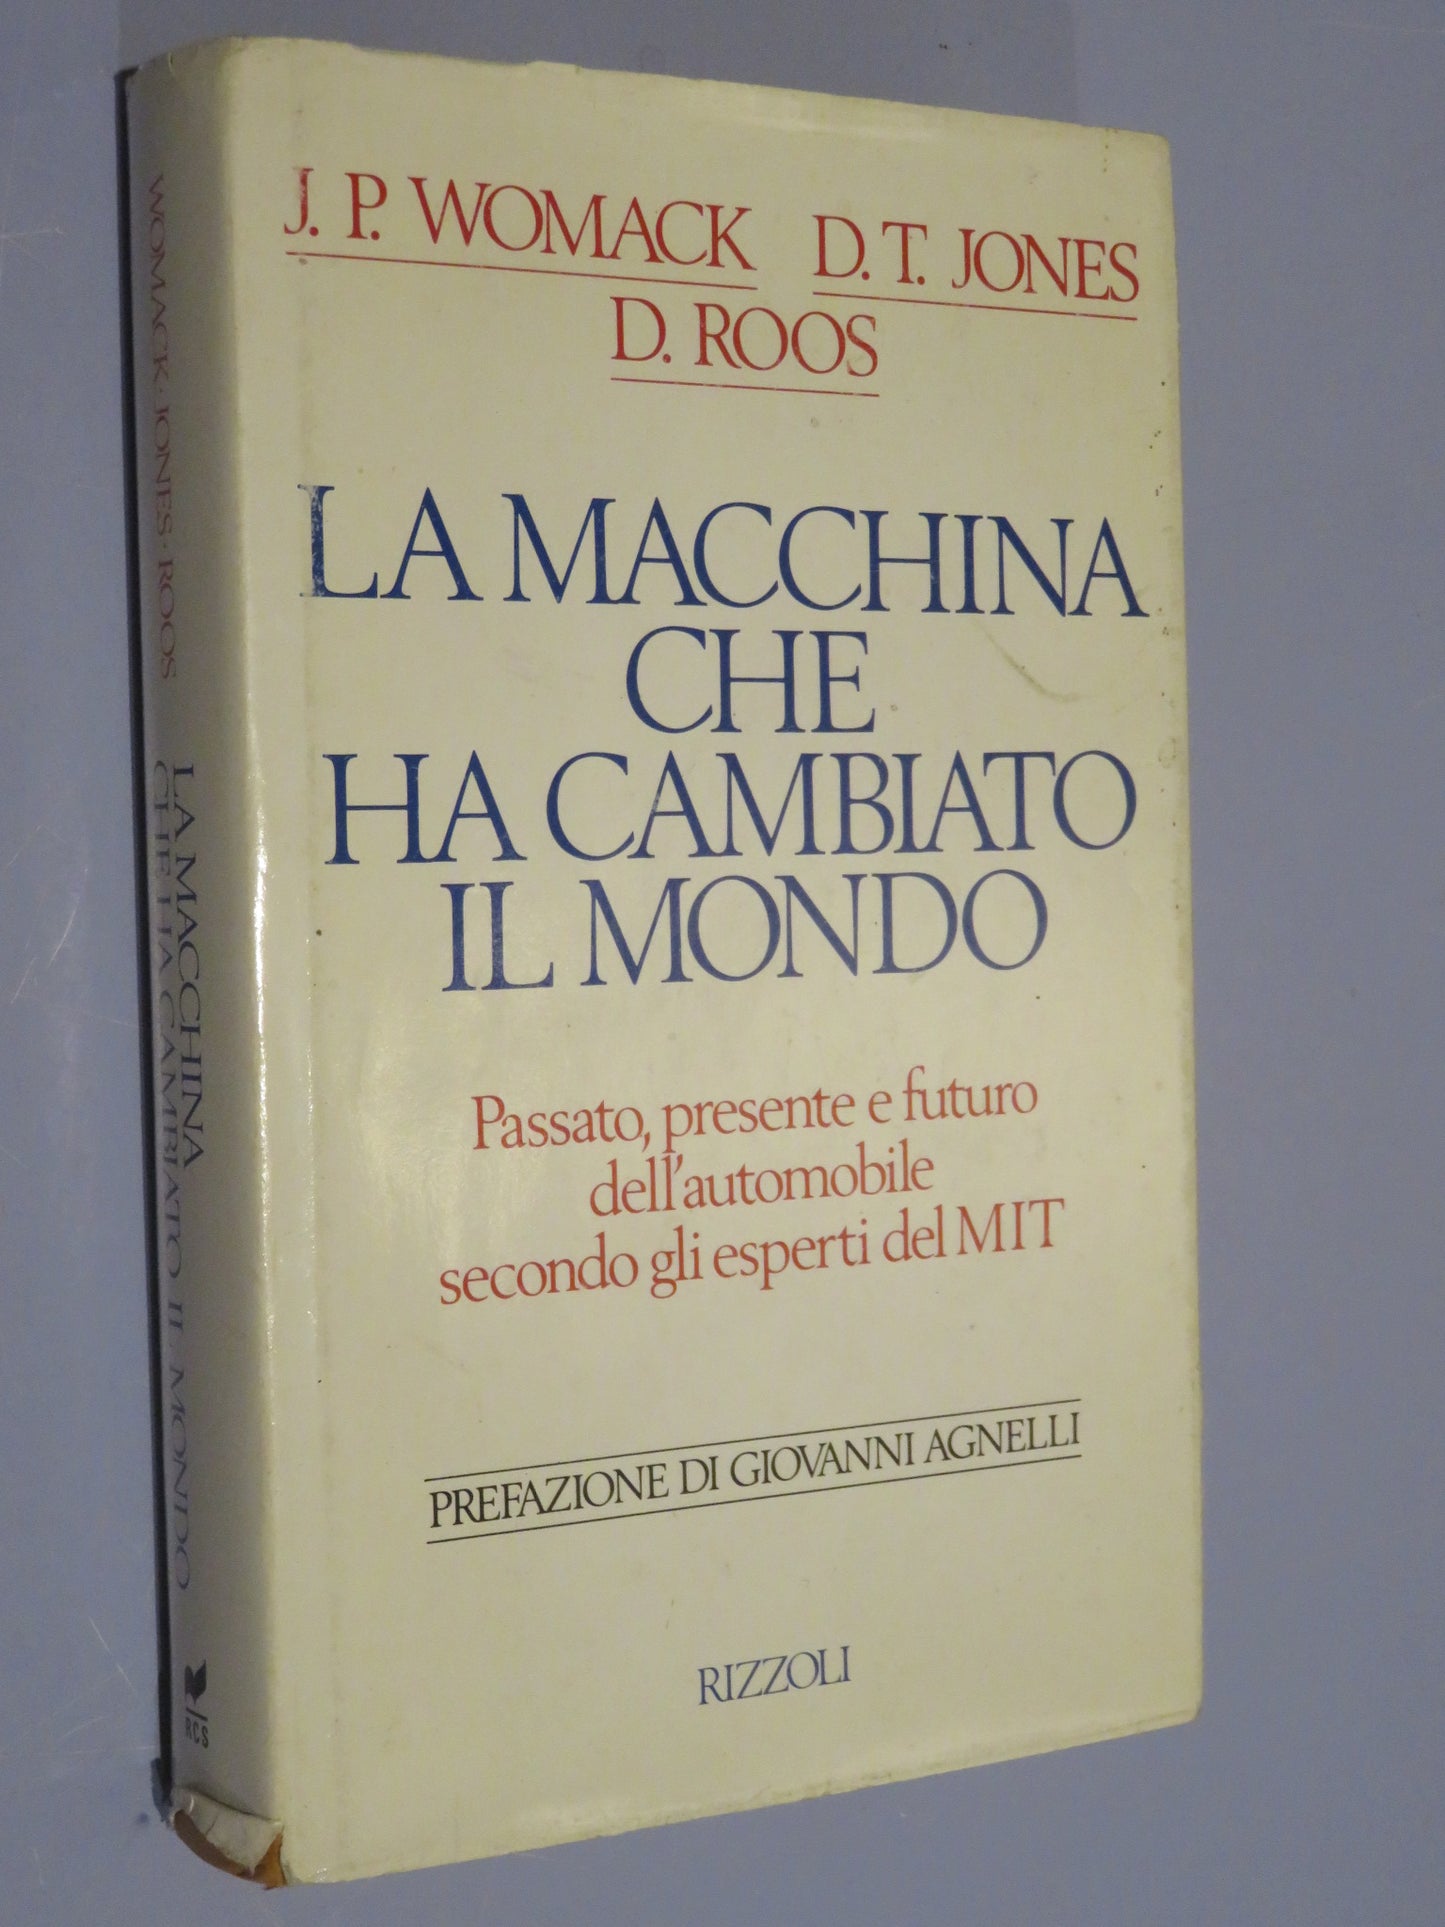 J. P. WOMACK D. T. JONES
D. ROOS
LA MACCHINA
CHE
HA CAMBIATO
IL MONDO
Passato, presente e futuro
dell'automobile
secondo gli esperti del MIT
PREFAZIONE DI GIOVANNI AGNELLI
RIZZOLI
WOMACK · JONES · ROOS
LA MACCHINA
CHE HA CAMBIATO IL MONDO
RCS